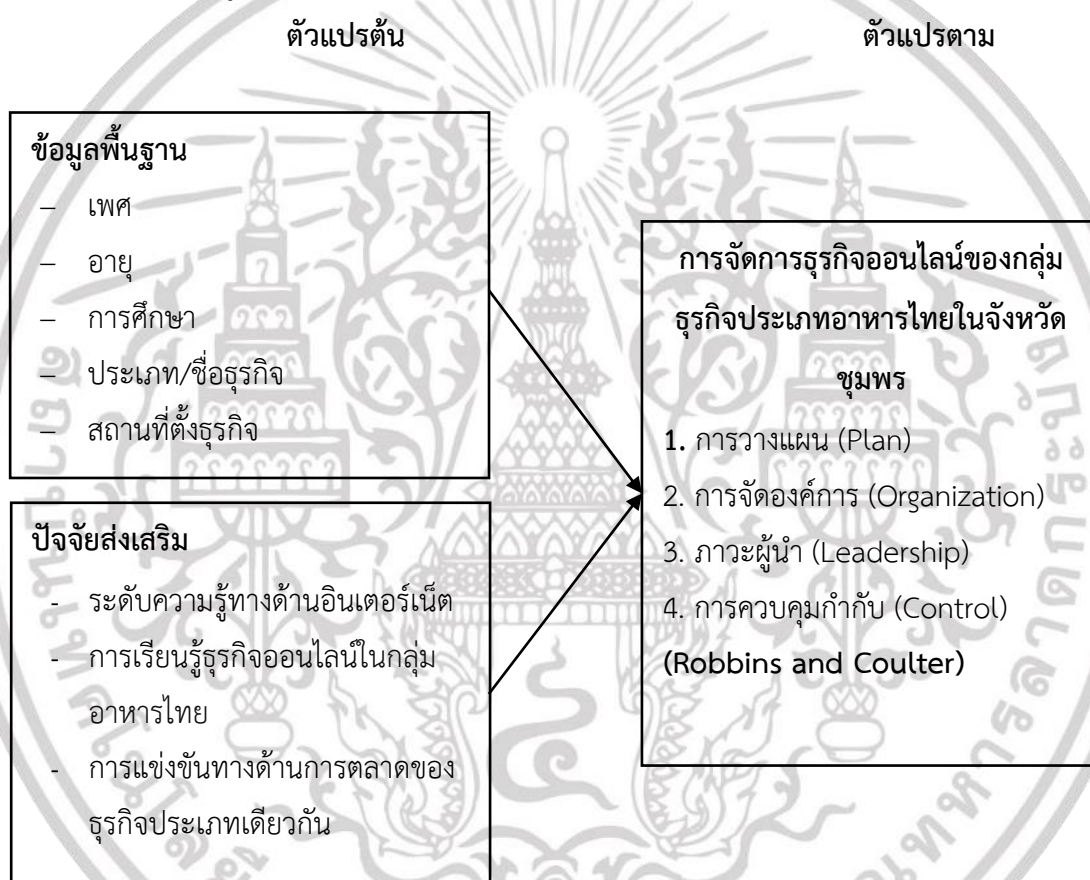 ตัวแปรต้น
ตัวแปรตาม
ข้อมูลพื้นฐาน
– เพศ
– อายุ
– การศึกษา
– ประเภท/ชื่อธุรกิจ
– สถานที่ตั้งธุรกิจ
ปัจจัยส่งเสริม
- ระดับความรู้ทางด้านอินเตอร์เน็ต
- การเรียนรู้ธุรกิจออนไลน์ในกลุ่ม
อาหารไทย
- การแข่งขันทางด้านการตลาดของ
ธุรกิจประเภทเดียวกัน
การจัดการธุรกิจออนไลน์ของกลุ่ม
ธุรกิจประเภทอาหารไทยในจังหวัด
ชุมพร
1. การวางแผน (Plan)
2. การจัดองค์การ (Organization)
3. ภาวะผู้นำ (Leadership)
4. การควบคุมกำกับ (Control)
(Robbins and Coulter)